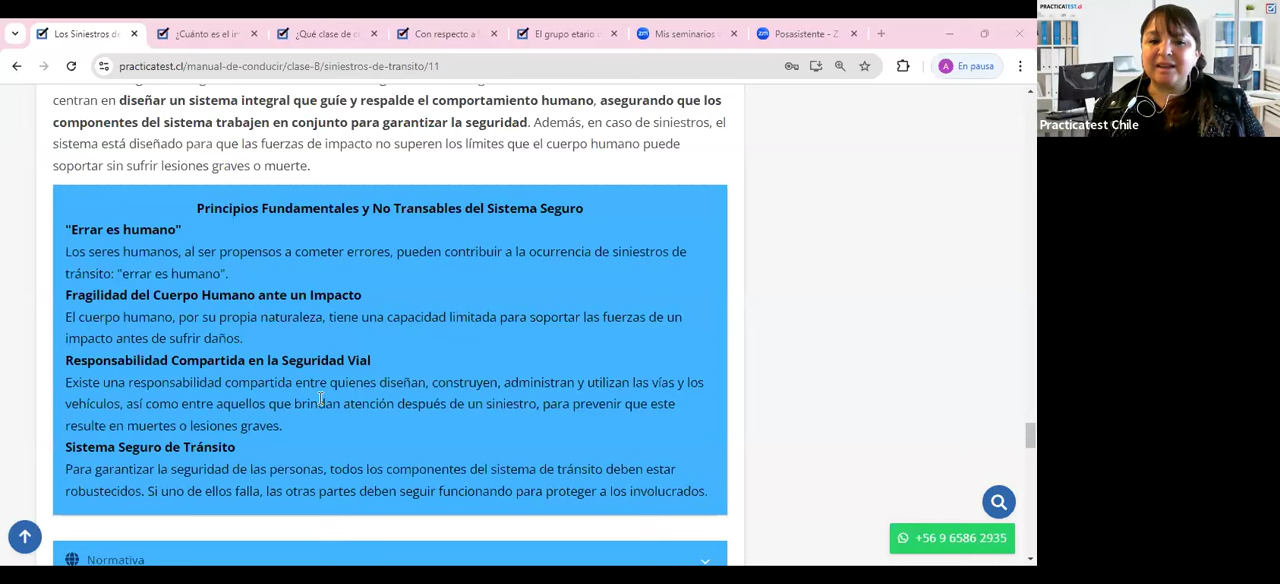 Los Siniestros de
¿Cuánto es el in
¿Qué clase de c
Con respecto a
El grupo etario c
Mis seminarios
Posasistente - Z
practicatest.cl/manual-de-conducir/clase-B/siniestros-de-transito/11
A
En pausa
PRACTICATEST.cl
Practicatest Chile
centran en diseñar un sistema integral que guíe y respalde el comportamiento humano, asegurando que los
componentes del sistema trabajen en conjunto para garantizar la seguridad. Además, en caso de siniestros, el
sistema está diseñado para que las fuerzas de impacto no superen los límites que el cuerpo humano puede
soportar sin sufrir lesiones graves o muerte.
Principios Fundamentales y No Transables del Sistema Seguro
"Errar es humano"
Los seres humanos, al ser propensos a cometer errores, pueden contribuir a la ocurrencia de siniestros de
tránsito: "errar es humano".
Fragilidad del Cuerpo Humano ante un Impacto
El cuerpo humano, por su propia naturaleza, tiene una capacidad limitada para soportar las fuerzas de un
impacto antes de sufrir daños.
Responsabilidad Compartida en la Seguridad Vial
Existe una responsabilidad compartida entre quienes diseñan, construyen, administran y utilizan las vías y los
vehículos, así como entre aquellos que brindan atención después de un siniestro, para prevenir que este
resulte en muertes o lesiones graves.
Sistema Seguro de Tránsito
Para garantizar la seguridad de las personas, todos los componentes del sistema de tránsito deben estar
robustecidos. Si uno de ellos falla, las otras partes deben seguir funcionando para proteger a los involucrados.
+56 9 6586 2935
Normativa